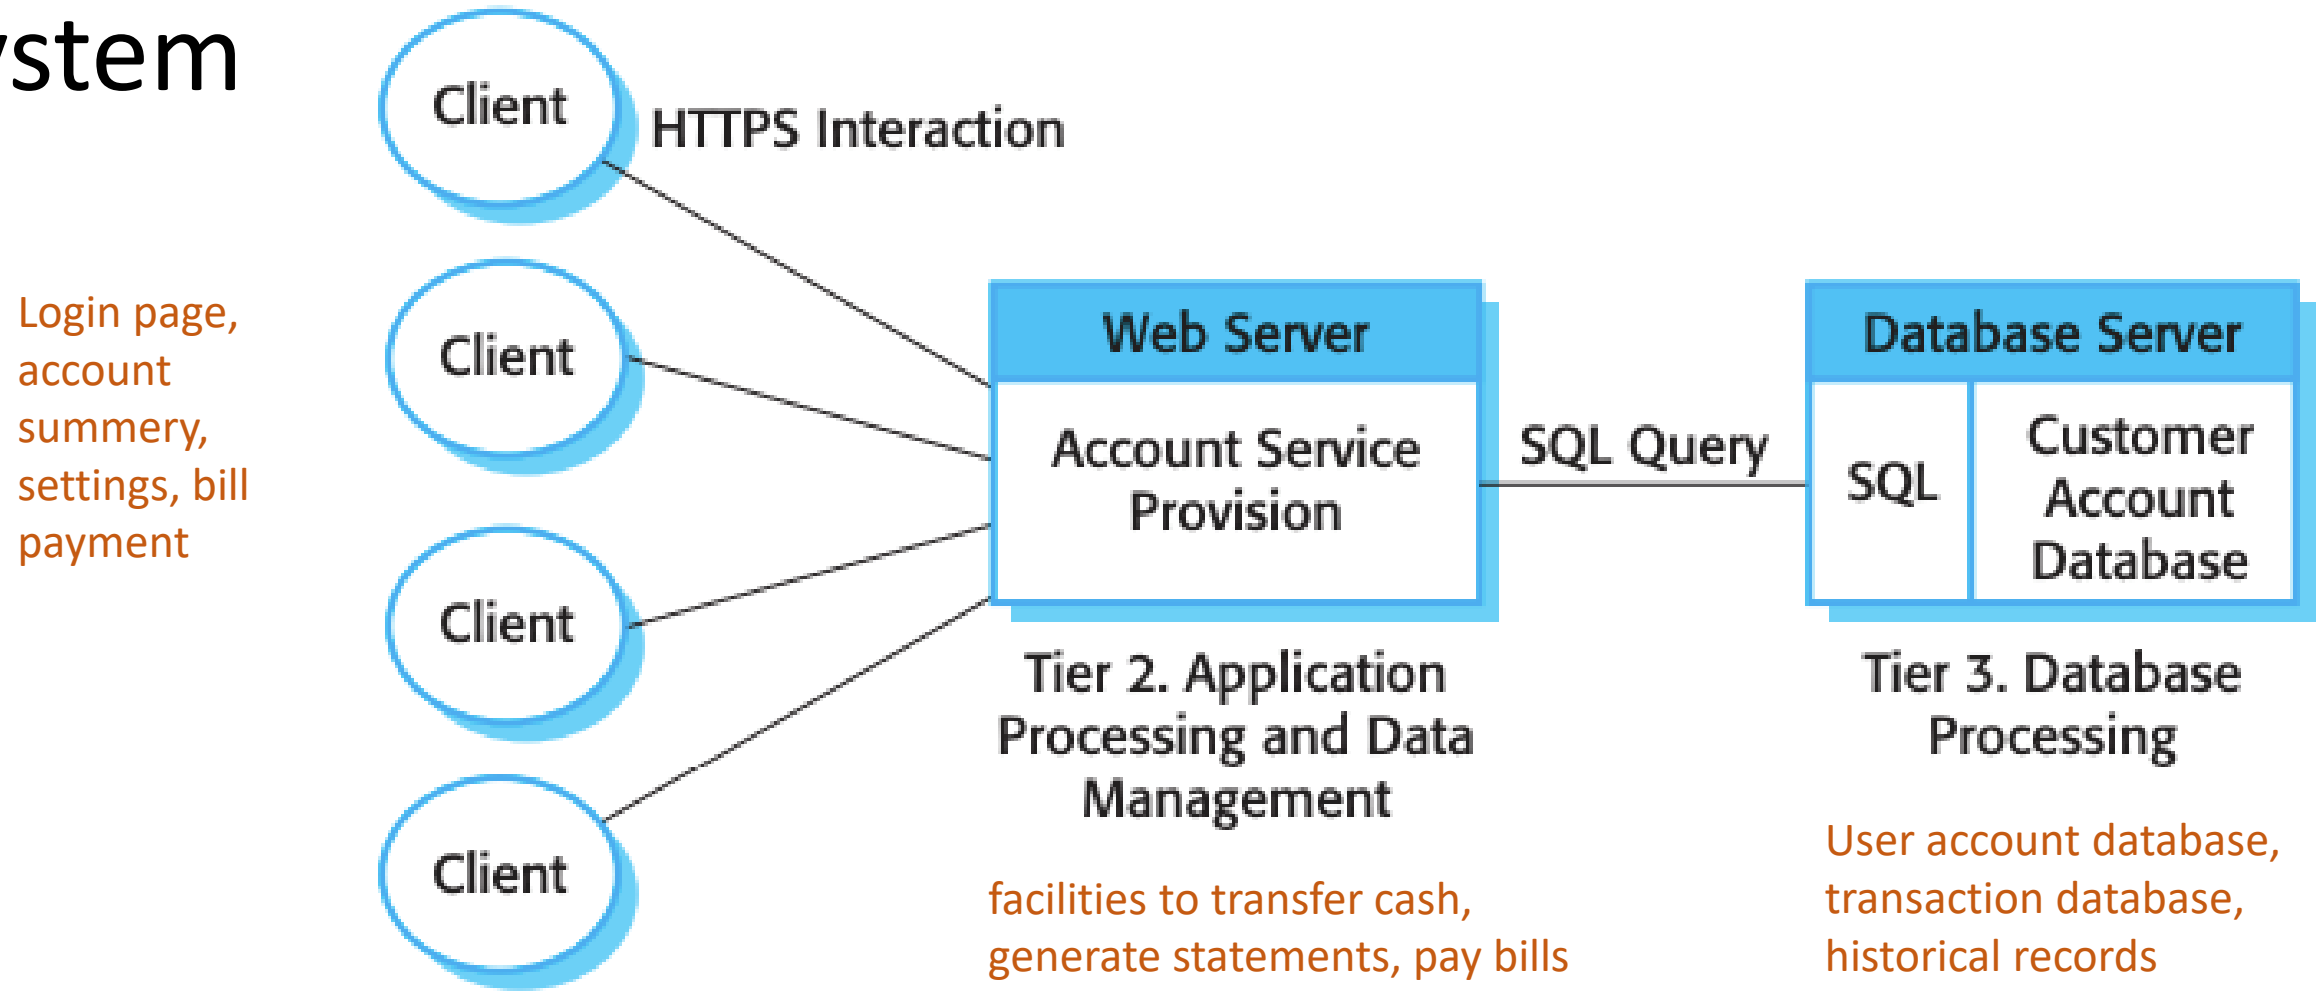 ystem
Client
HTTPS Interaction
Client
Client
Client
Login page,
account
summery,
settings, bill
payment
Web Server
Account Service
Provision
Tier 2. Application
Processing and Data
Management
facilities to transfer cash,
generate statements, pay bills
SQL Query
Database Server
SQL
Customer
Account
Database
Tier 3. Database
Processing
User account database,
transaction database,
historical records